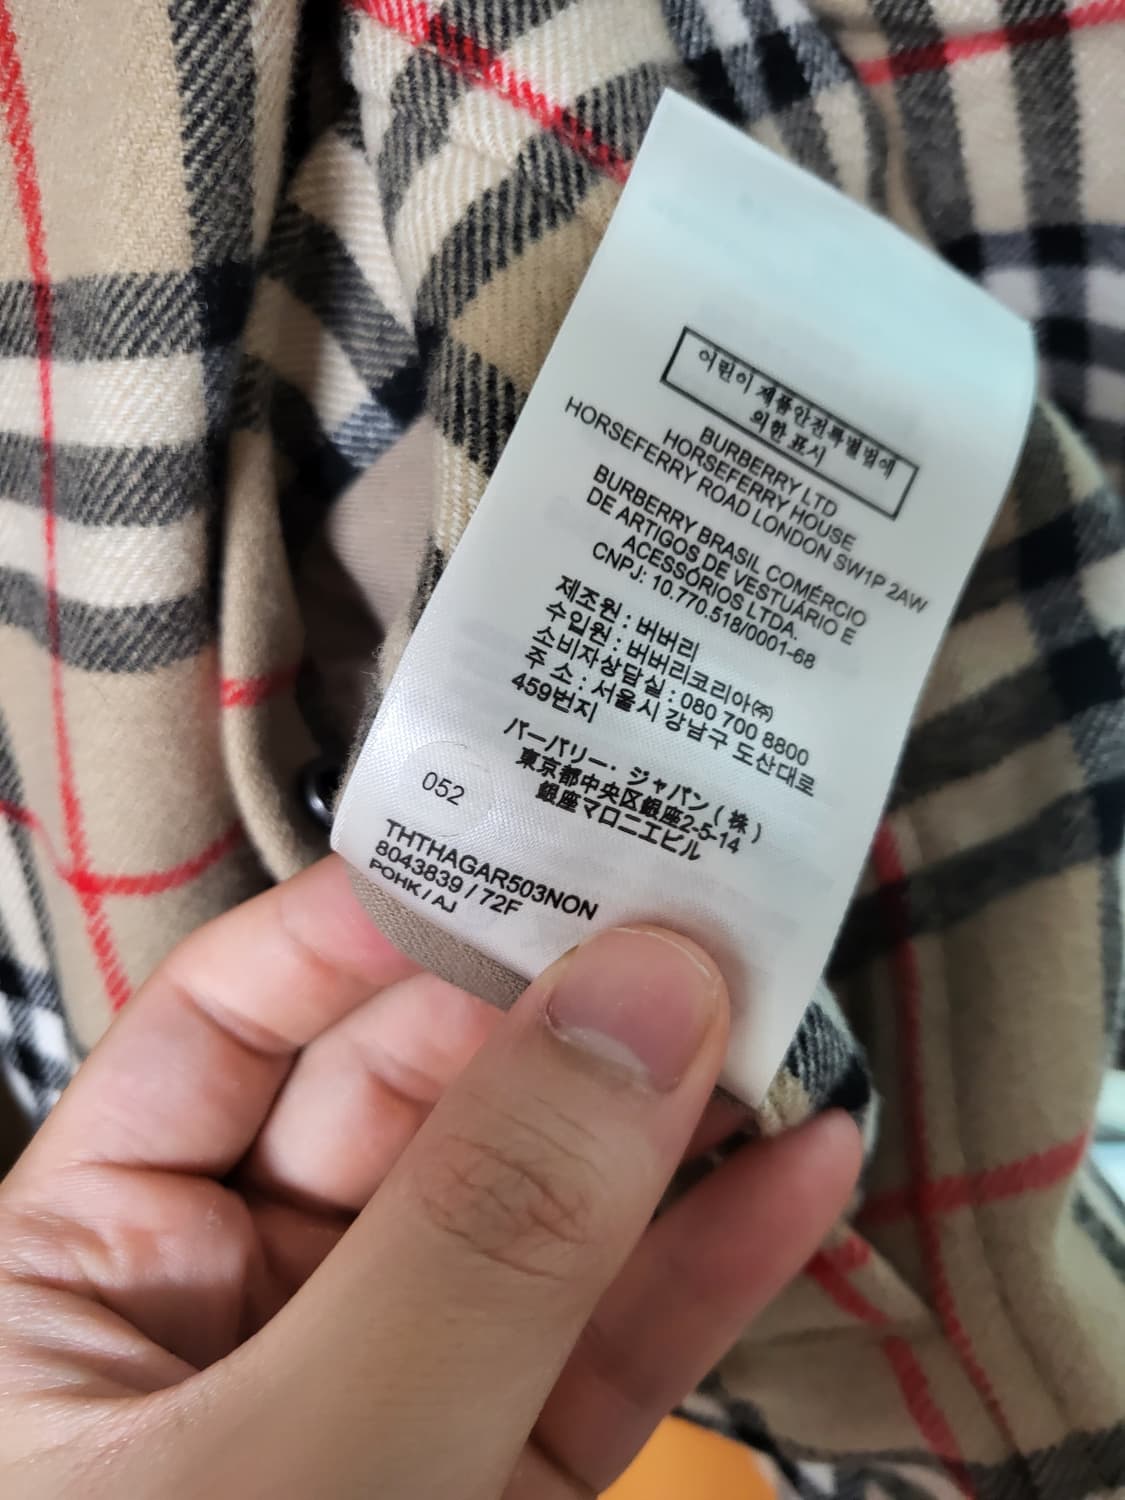 어린이제품안전특별법에
의한 표시
BURBERRY LTD
HORSEFERRY HOUSE
HORSEFERRY ROAD LONDON SW1P 2AW
BURBERRY BRASIL COMÉRCIO
DE ARTIGOS DE VESTUÁRIO E
ACESSÓRIOS LTDA.
CNPJ: 10.770.518/0001-68
제조원 : 버버리
수입원 : 버버리코리아㈜
소비자상담실 : 080 700 8800
주 소 : 서울시 강남구 도산대로
459번지
バーバリー・ジャパン ( 株 )
東京都中央区銀座2-5-14
銀座マロニエビル
052
THTHAGAR503NON
8043839 / 72F
POHK / AJ